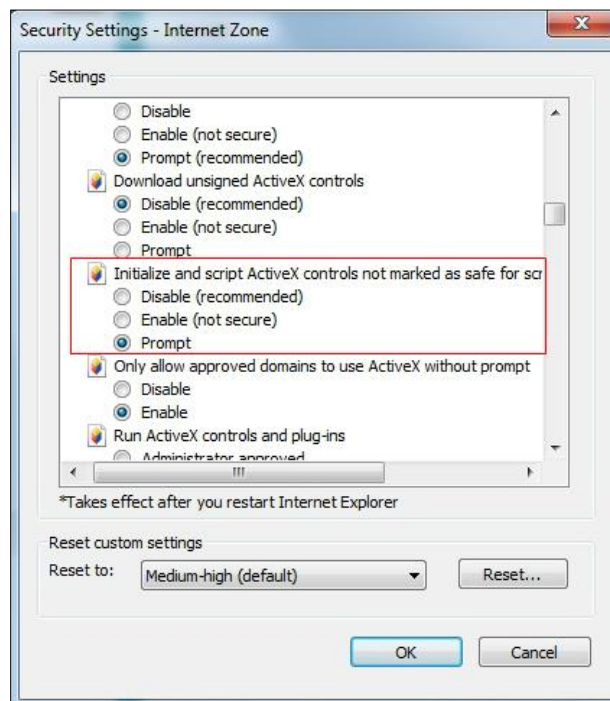 Security Settings - Internet Zone
Settings
Disable
Enable (not secure)
Prompt (recommended)
Download unsigned ActiveX controls
Disable (recommended)
Enable (not secure)
Prompt
Initialize and script ActiveX controls not marked as safe for scr
Disable (recommended)
Enable (not secure)
Prompt
Only allow approved domains to use ActiveX without prompt
Disable
Enable
Run ActiveX controls and plug-ins
Administrator approved
*Takes effect after you restart Internet Explorer
Reset custom settings
Reset to: Medium-high (default) Reset...
OK Cancel